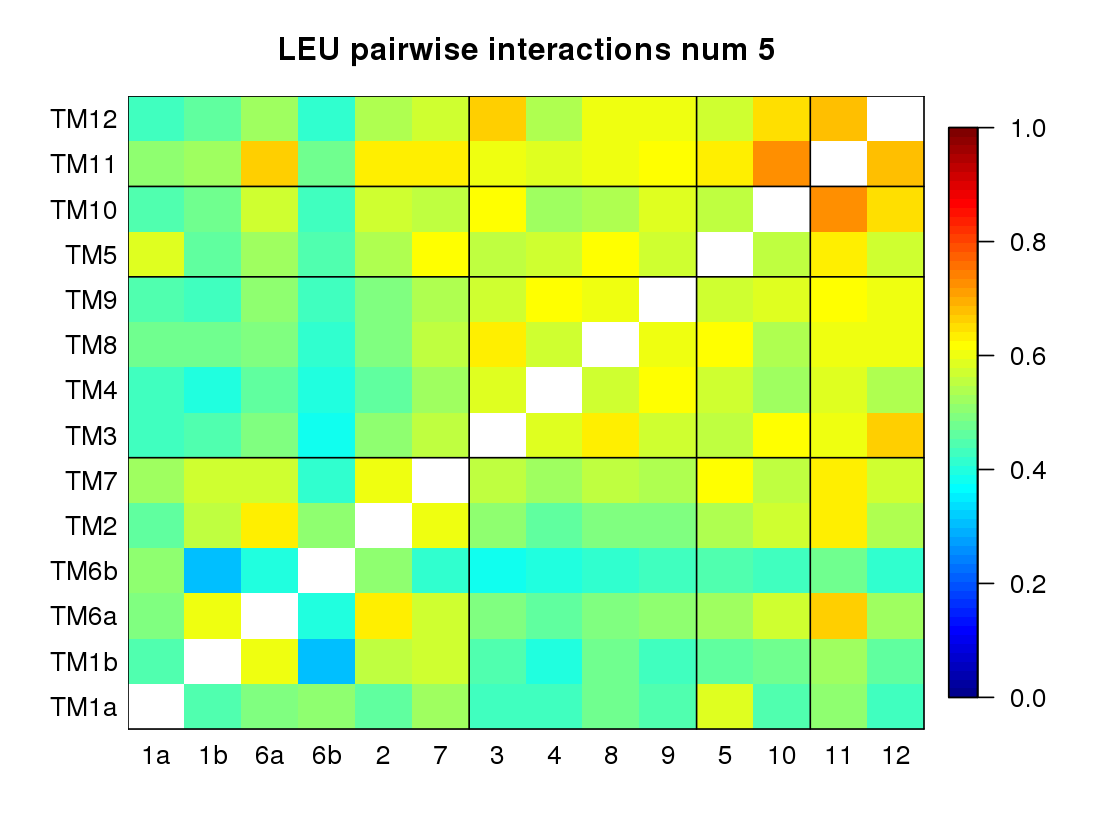 LEU pairwise interactions num 5
TM12
TM11
TM10
TM5
TM9
TM8
TM4
TM3
TM7
TM2
TM6b
TM6a
TM1b
TM1a
1a 1b 6a 6b 2 7 3 4 8 9 5 10 11 12
1.0
0.8
0.6
0.4
0.2
0.0